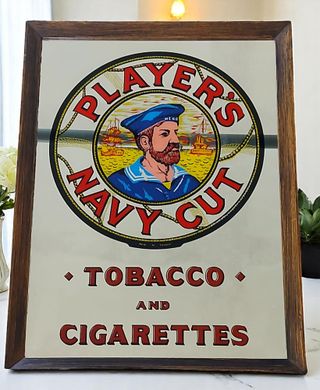 PLAYER'S
NAVY CUT
TOBACCO
AND
CIGARETTES